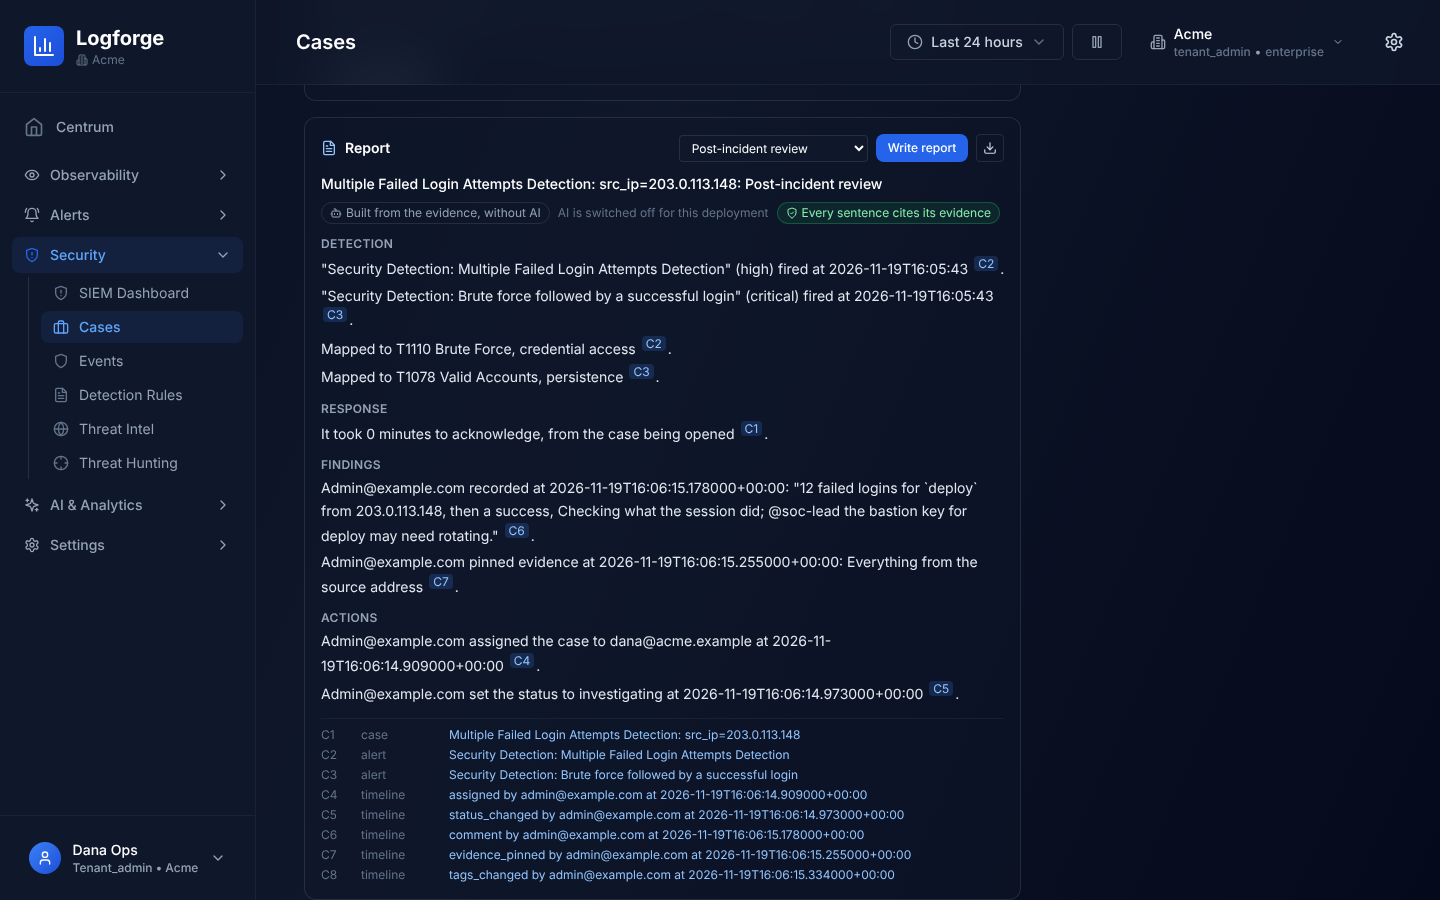 Logforge
Acme
Cases
Last 24 hours
Acme
tenant_admin • enterprise
Centrum
Observability
Alerts
Security
SIEM Dashboard
Cases
Events
Detection Rules
Threat Intel
Threat Hunting
AI & Analytics
Settings
Dana Ops
Tenant_admin • Acme
Report
Post-incident review
Write report
Multiple Failed Login Attempts Detection: src_ip=203.0.113.148: Post-incident review
Built from the evidence, without AI AI is switched off for this deployment Every sentence cites its evidence
DETECTION
"Security Detection: Multiple Failed Login Attempts Detection" (high) fired at 2026-11-19T16:05:43 C2 .
"Security Detection: Brute force followed by a successful login" (critical) fired at 2026-11-19T16:05:43
C3 .
Mapped to T1110 Brute Force, credential access C2 .
Mapped to T1078 Valid Accounts, persistence C3 .
RESPONSE
It took 0 minutes to acknowledge, from the case being opened C1 .
FINDINGS
Admin@example.com recorded at 2026-11-19T16:06:15.178000+00:00: "12 failed logins for `deploy`
from 203.0.113.148, then a success, Checking what the session did; @soc-lead the bastion key for
deploy may need rotating." C6 .
Admin@example.com pinned evidence at 2026-11-19T16:06:15.255000+00:00: Everything from the
source address C7 .
ACTIONS
Admin@example.com assigned the case to dana@acme.example at 2026-11-
19T16:06:14.909000+00:00 C4 .
Admin@example.com set the status to investigating at 2026-11-19T16:06:14.973000+00:00 C5 .
C1 case Multiple Failed Login Attempts Detection: src_ip=203.0.113.148
C2 alert Security Detection: Multiple Failed Login Attempts Detection
C3 alert Security Detection: Brute force followed by a successful login
C4 timeline assigned by admin@example.com at 2026-11-19T16:06:14.909000+00:00
C5 timeline status_changed by admin@example.com at 2026-11-19T16:06:14.973000+00:00
C6 timeline comment by admin@example.com at 2026-11-19T16:06:15.178000+00:00
C7 timeline evidence_pinned by admin@example.com at 2026-11-19T16:06:15.255000+00:00
C8 timeline tags_changed by admin@example.com at 2026-11-19T16:06:15.334000+00:00